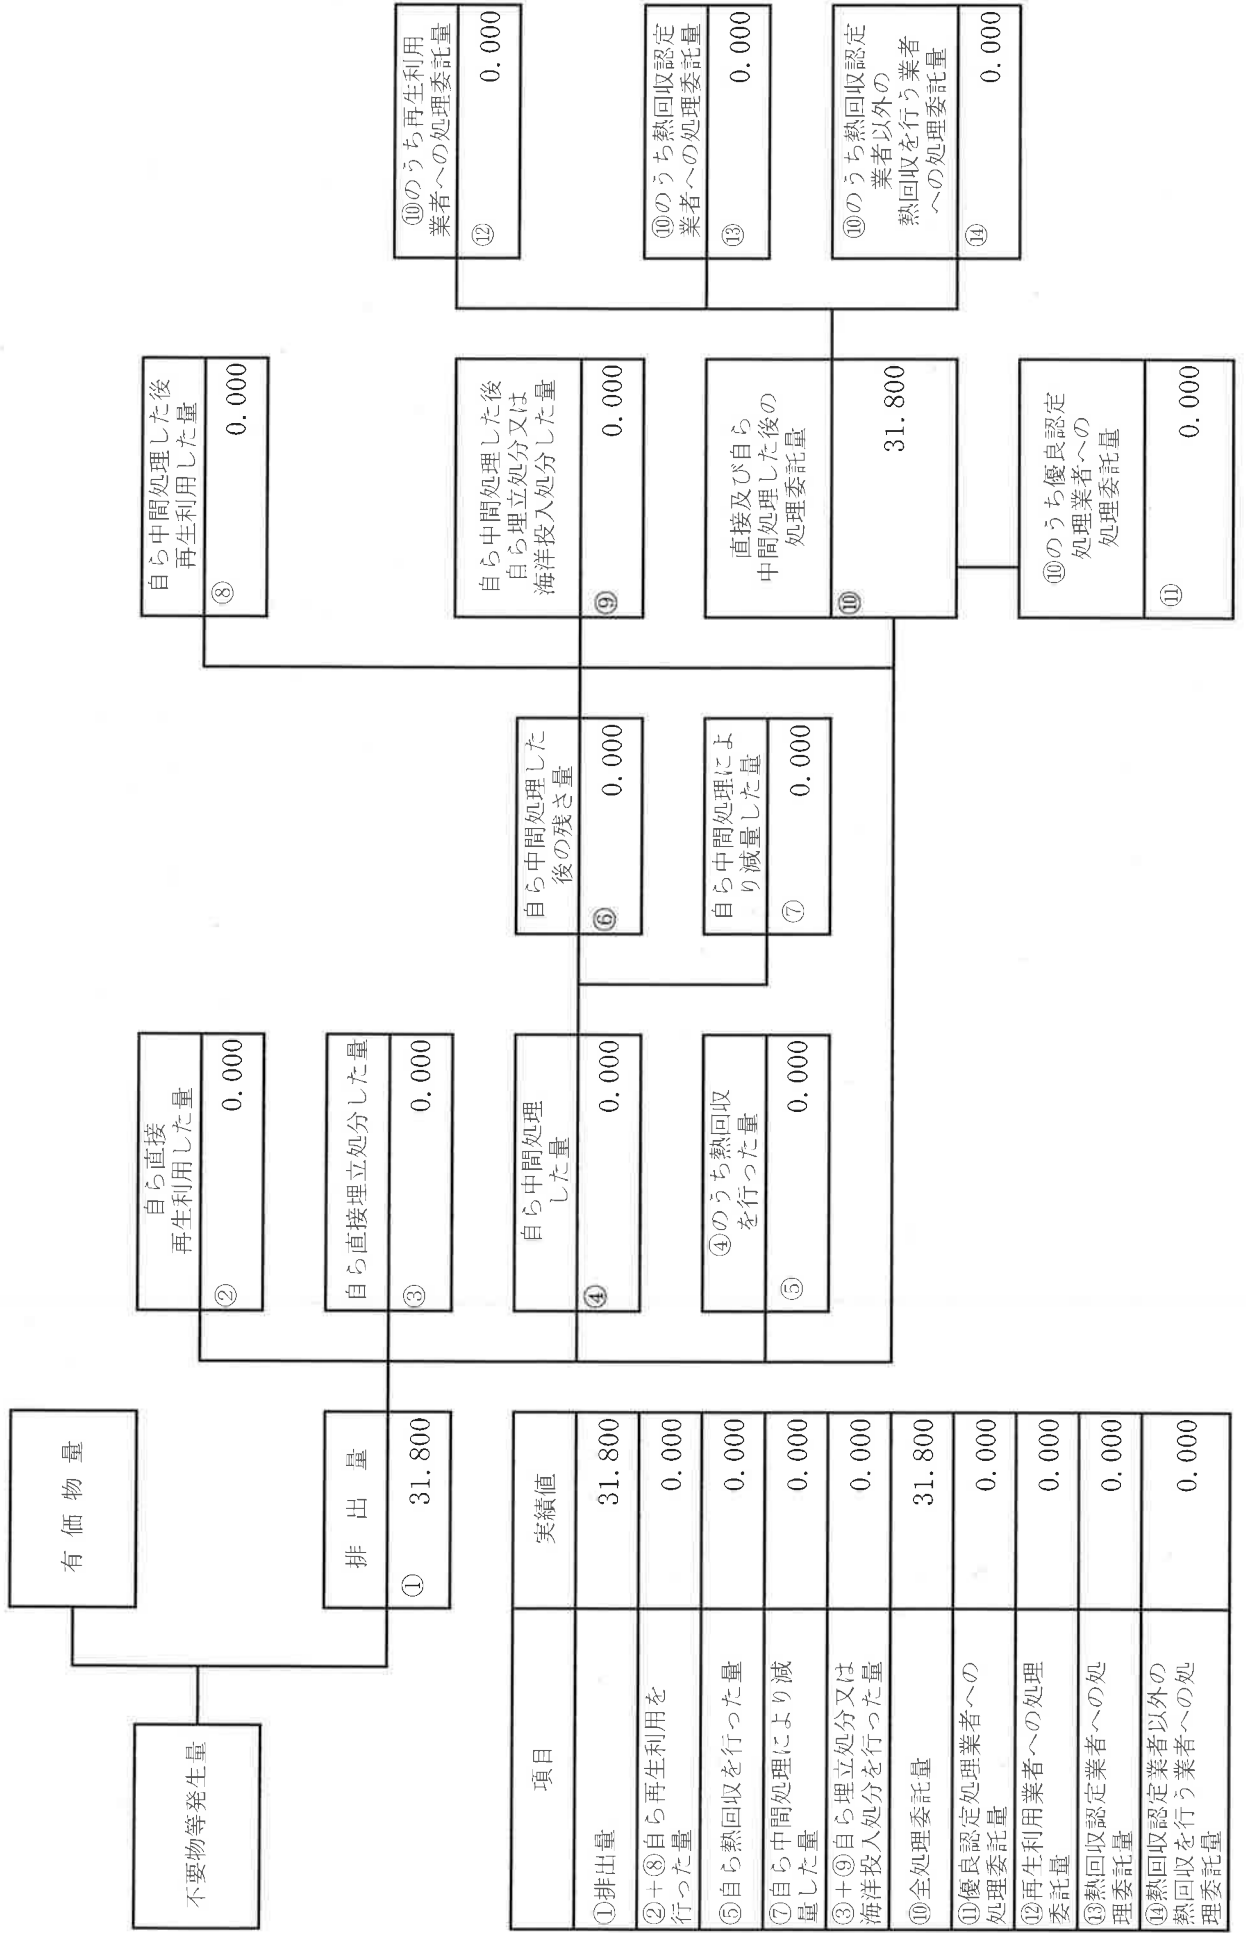 不要物等発生量
有価物量
排出量
①
31.800
自ら直接
再生利用した量
②
0.000
自ら直接埋立処分した量
③
0.000
自ら中間処理
した量
④
0.000
④のうち熱回収
を行った量
⑤
0.000
自ら中間処理した
後の残さ量
⑥
0.000
自ら中間処理によ
り減量した量
⑦
0.000
自ら中間処理した後
再生利用した量
⑧
0.000
自ら中間処理した後
自ら埋立処分又は
海洋投入処分した量
⑨
0.000
直接及び自ら
中間処理した後の
処理委託量
⑩
31.800
⑩のうち優良認定
処理業者への
処理委託量
⑪
0.000
⑩のうち再生利用
業者への処理委託量
⑫
0.000
⑩のうち熱回収認定
業者への処理委託量
⑬
0.000
⑩のうち熱回収認定
業者以外の
熱回収を行う業者
への処理委託量
⑭
0.000
項目 実績値
①排出量 31.800
②+⑧自ら再生利用を
行った量 0.000
⑤自ら熱回収を行った量 0.000
⑦自ら中間処理により減
量した量 0.000
③+⑨自ら埋立処分又は
海洋投入処分を行った量 0.000
⑩全処理委託量 31.800
⑪優良認定処理業者への
処理委託量 0.000
⑫再生利用業者への処理
委託量 0.000
⑬熱回収認定業者への処
理委託量 0.000
⑭熱回収認定業者以外の
熱回収を行う業者への処
理委託量 0.000